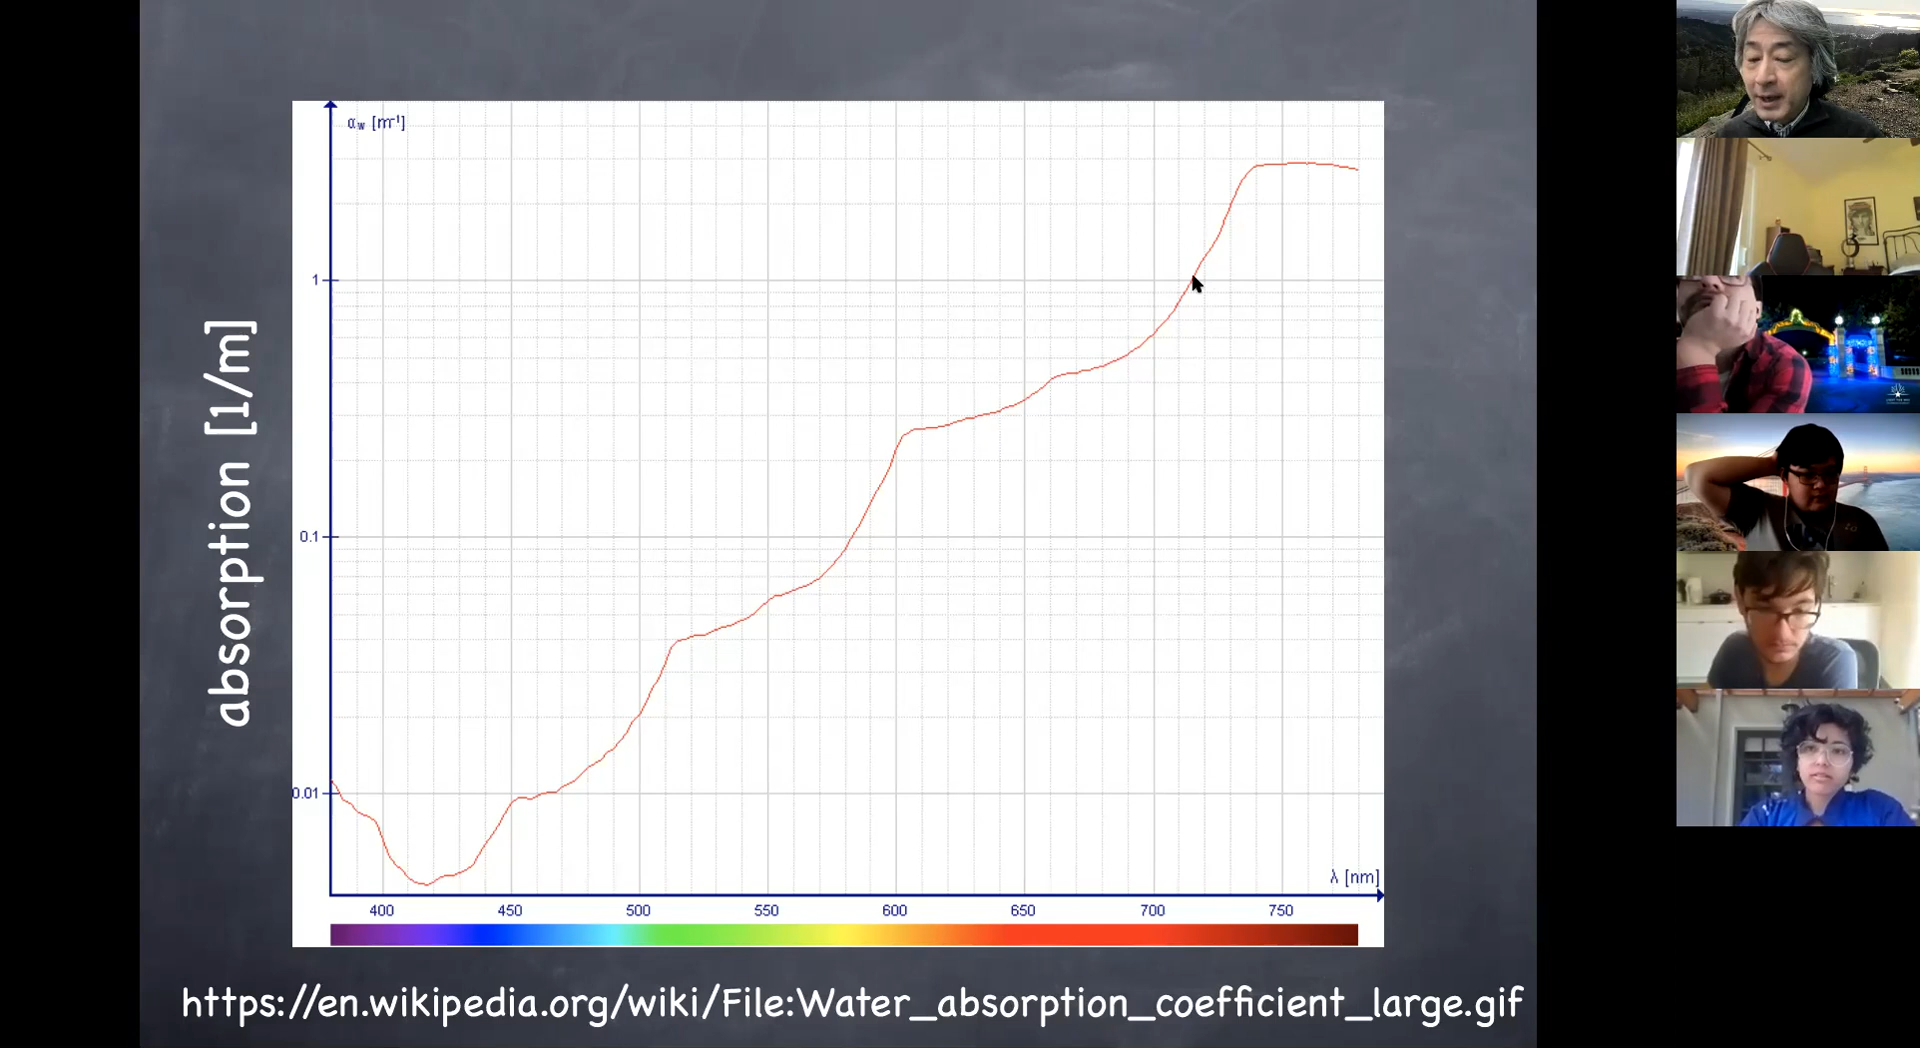 αw [m⁻¹]
1
0.1
0.01
absorption [1/m]
λ [nm]
400 450 500 550 600 650 700 750
https://en.wikipedia.org/wiki/File:Water_absorption_coefficient_large.gif